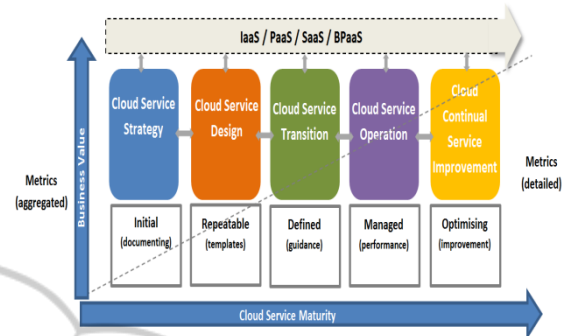 IaaS / PaaS / SaaS / BPaaS
Cloud Service
Strategy
Cloud Service
Design
Cloud Service
Transition
Cloud Service
Operation
Cloud
Continual
Service
Improvement
Metrics
(aggregated)
Business Value
Metrics
(detailed)
Initial
(documenting)
Repeatable
(templates)
Defined
(guidance)
Managed
(performance)
Optimising
(improvement)
Cloud Service Maturity